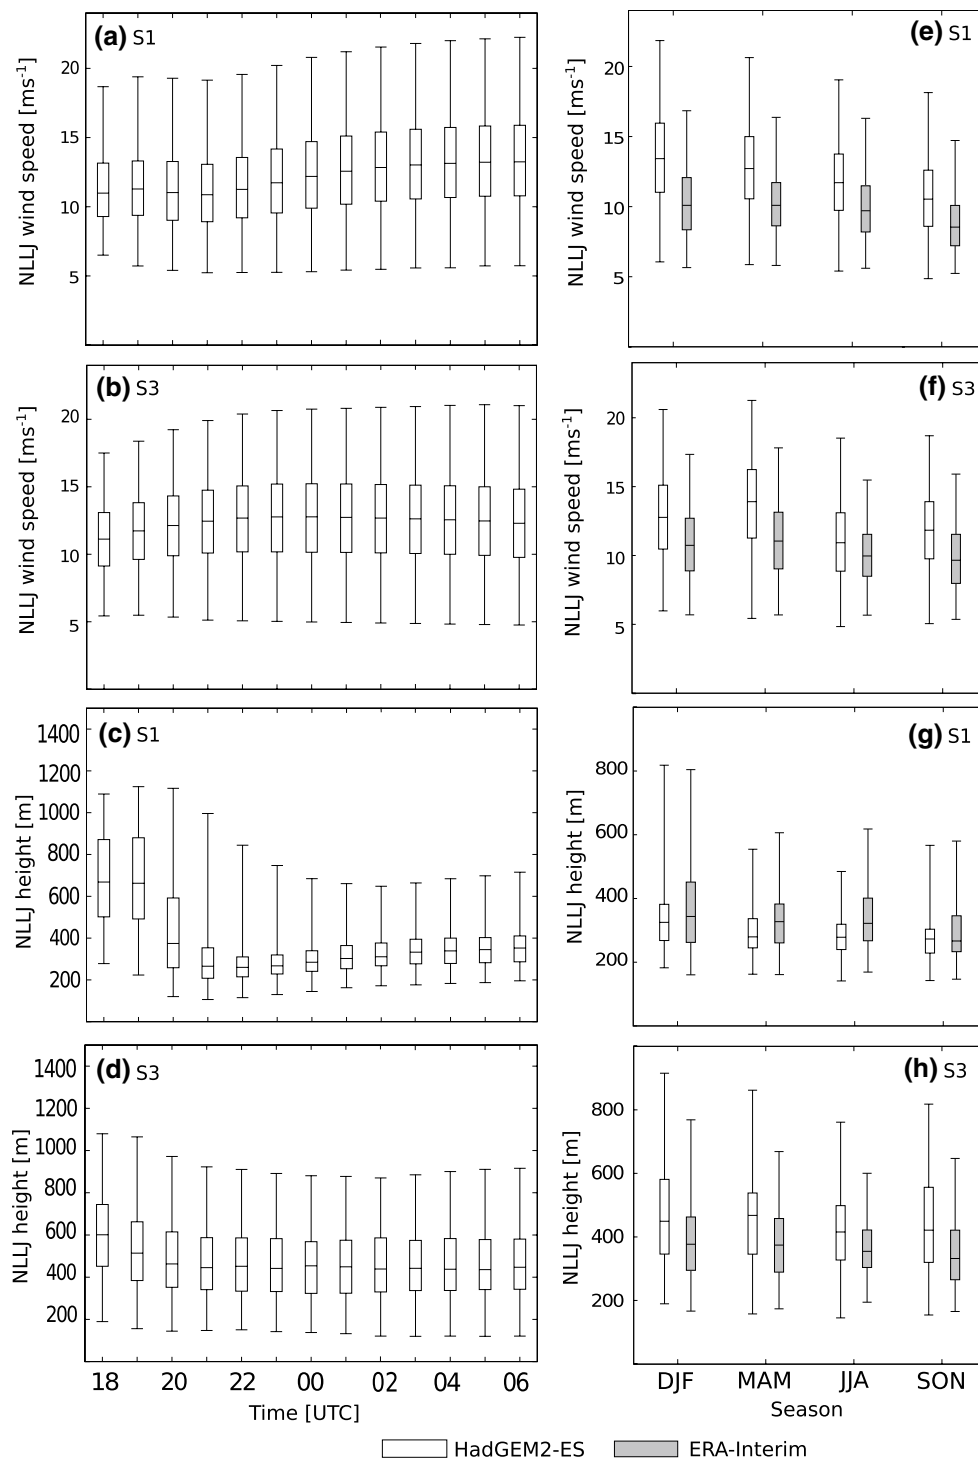 (a) S1
NLLJ wind speed [ms-1]
20
15
10
5
(e) S1
NLLJ wind speed [ms-1]
20
15
10
5
(b) S3
NLLJ wind speed [ms-1]
20
15
10
5
(f) S3
NLLJ wind speed [ms-1]
20
15
10
5
(c) S1
NLLJ height [m]
1400
1200
1000
800
600
400
200
(g) S1
NLLJ height [m]
800
600
400
200
(d) S3
NLLJ height [m]
1400
1200
1000
800
600
400
200
18 20 22 00 02 04 06
Time [UTC]
(h) S3
NLLJ height [m]
800
600
400
200
DJF MAM JJA SON
Season
HadGEM2-ES ERA-Interim